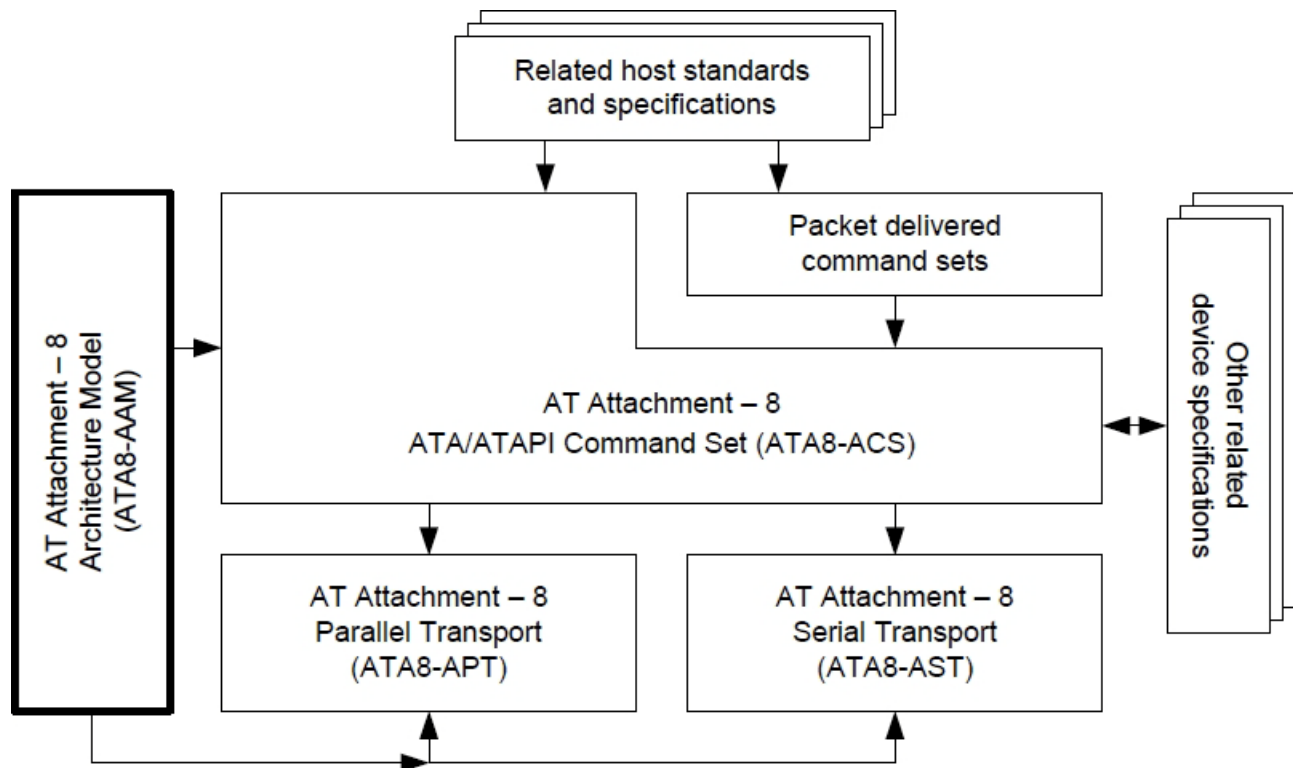 Related host standards
and specifications
Packet delivered
command sets
AT Attachment – 8
Architecture Model
(ATA8-AAM)
AT Attachment – 8
ATA/ATAPI Command Set (ATA8-ACS)
Other related
device specifications
AT Attachment – 8
Parallel Transport
(ATA8-APT)
AT Attachment – 8
Serial Transport
(ATA8-AST)